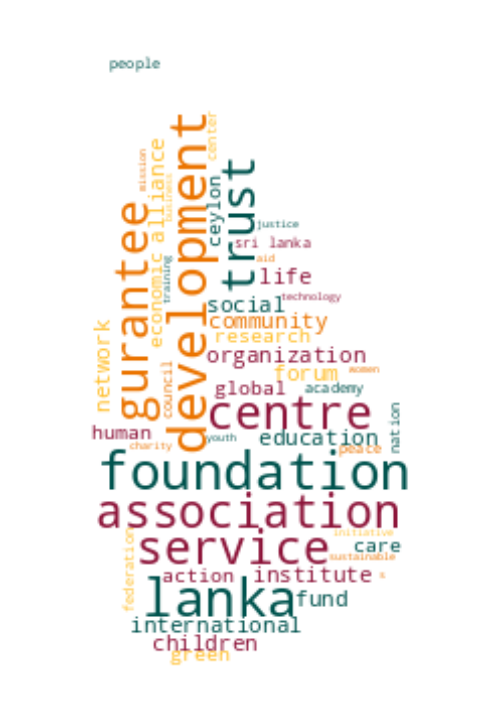 people
development
center
mission
economic alliance
business
trust
ceylon
gurantee
justice
sri lanka
aid
training
life
technology
social
community
network
research
organization
council
forum
women
global
academy
centre
nation
human
youth
education
charity
peace
foundation
association
service
initiative
care
sustainable
federation
action
institute
s
lanka
fund
international
children
green